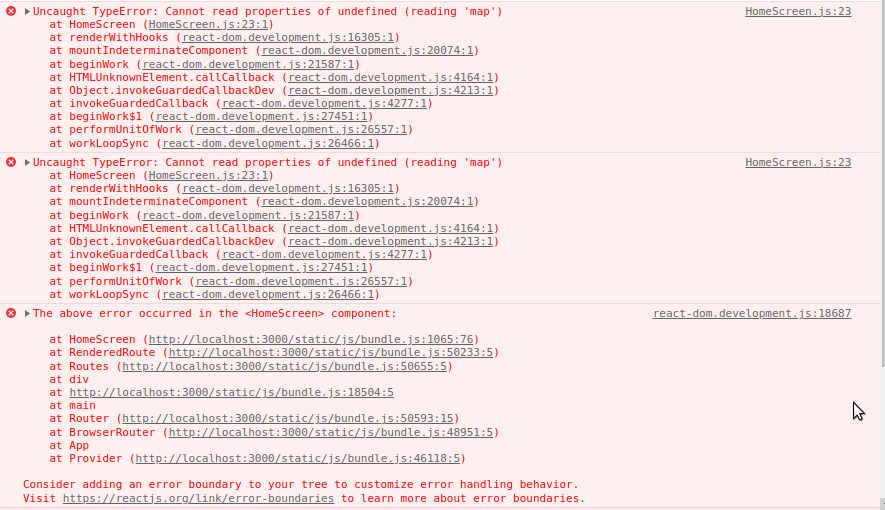 Uncaught TypeError: Cannot read properties of undefined (reading 'map') HomeScreen.js:23
at HomeScreen (HomeScreen.js:23:1)
at renderWithHooks (react-dom.development.js:16305:1)
at mountIndeterminateComponent (react-dom.development.js:20074:1)
at beginWork (react-dom.development.js:21587:1)
at HTMLUnknownElement.callCallback (react-dom.development.js:4164:1)
at Object.invokeGuardedCallbackDev (react-dom.development.js:4213:1)
at invokeGuardedCallback (react-dom.development.js:4277:1)
at beginWork$1 (react-dom.development.js:27451:1)
at performUnitOfWork (react-dom.development.js:26557:1)
at workLoopSync (react-dom.development.js:26466:1)
Uncaught TypeError: Cannot read properties of undefined (reading 'map') HomeScreen.js:23
at HomeScreen (HomeScreen.js:23:1)
at renderWithHooks (react-dom.development.js:16305:1)
at mountIndeterminateComponent (react-dom.development.js:20074:1)
at beginWork (react-dom.development.js:21587:1)
at HTMLUnknownElement.callCallback (react-dom.development.js:4164:1)
at Object.invokeGuardedCallbackDev (react-dom.development.js:4213:1)
at invokeGuardedCallback (react-dom.development.js:4277:1)
at beginWork$1 (react-dom.development.js:27451:1)
at performUnitOfWork (react-dom.development.js:26557:1)
at workLoopSync (react-dom.development.js:26466:1)
The above error occurred in the <HomeScreen> component: react-dom.development.js:18687
at HomeScreen (http://localhost:3000/static/js/bundle.js:1065:76)
at RenderedRoute (http://localhost:3000/static/js/bundle.js:50233:5)
at Routes (http://localhost:3000/static/js/bundle.js:50655:5)
at div
at http://localhost:3000/static/js/bundle.js:18504:5
at main
at Router (http://localhost:3000/static/js/bundle.js:50593:15)
at BrowserRouter (http://localhost:3000/static/js/bundle.js:48951:5)
at App
at Provider (http://localhost:3000/static/js/bundle.js:46118:5)
Consider adding an error boundary to your tree to customize error handling behavior.
Visit https://reactjs.org/link/error-boundaries to learn more about error boundaries.